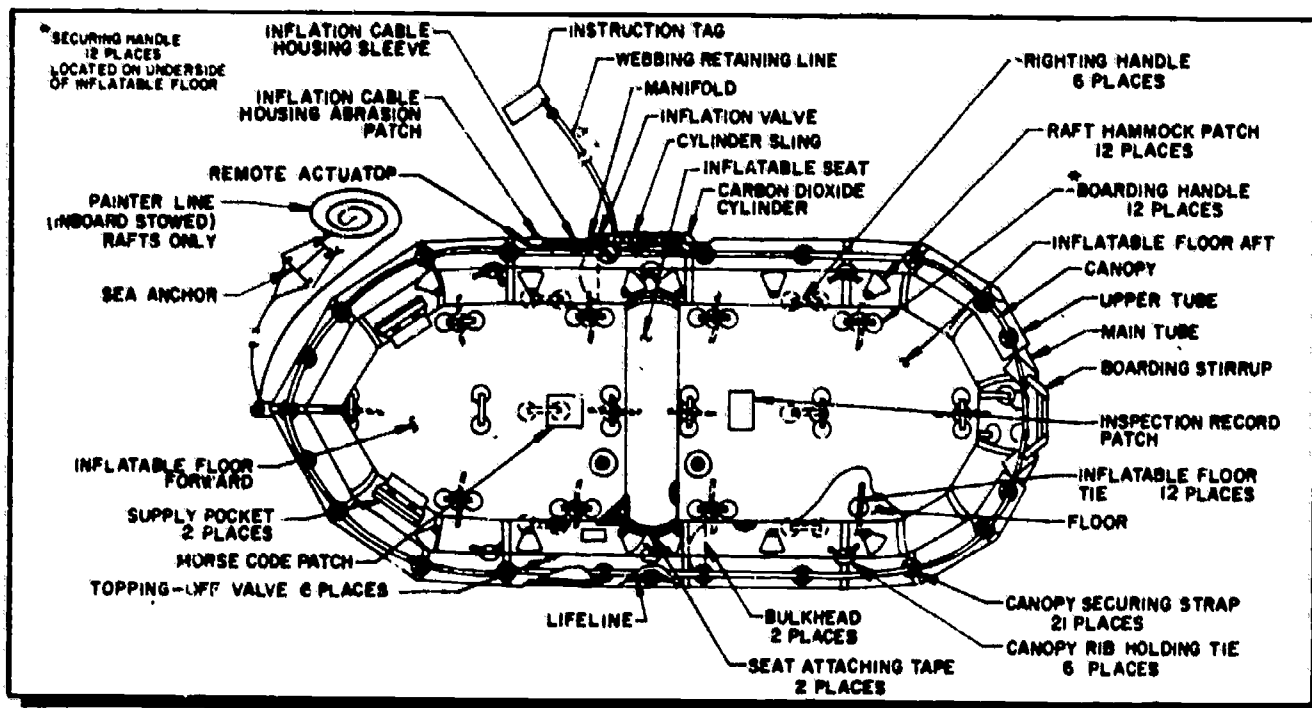 *SECURING HANDLE
12 PLACES
LOCATED ON UNDERSIDE
OF INFLATABLE FLOOR
INFLATION CABLE
HOUSING SLEEVE
INFLATION CABLE
HOUSING ABRASION
PATCH
REMOTE ACTUATOR
PAINTER LINE
(INBOARD STOWED)
RAFTS ONLY
SEA ANCHOR
INSTRUCTION TAG
WEBBING RETAINING LINE
MANIFOLD
INFLATION VALVE
CYLINDER SLING
INFLATABLE SEAT
CARBON DIOXIDE
CYLINDER
RIGHTING HANDLE
6 PLACES
RAFT HAMMOCK PATCH
12 PLACES
*BOARDING HANDLE
12 PLACES
INFLATABLE FLOOR AFT
CANOPY
UPPER TUBE
MAIN TUBE
BOARDING STIRRUP
INSPECTION RECORD
PATCH
INFLATABLE FLOOR
TIE 12 PLACES
FLOOR
INFLATABLE FLOOR
FORWARD
SUPPLY POCKET
2 PLACES
MORSE CODE PATCH
TOPPING-OFF VALVE 6 PLACES
LIFELINE
BULKHEAD
2 PLACES
SEAT ATTACHING TAPE
2 PLACES
CANOPY SECURING STRAP
21 PLACES
CANOPY RIB HOLDING TIE
6 PLACES